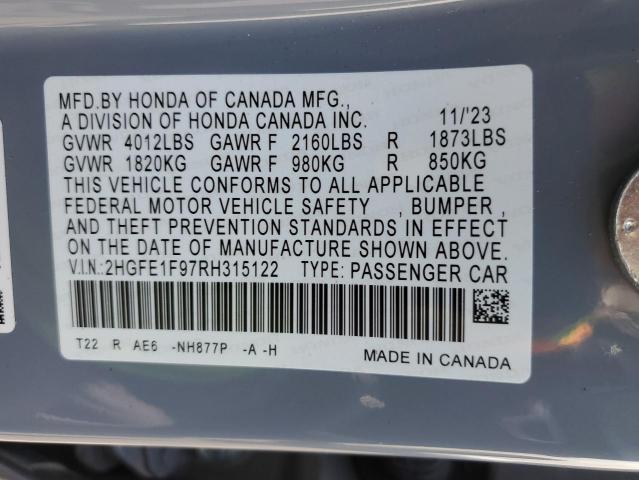 MFD.BY HONDA OF CANADA MFG.,
A DIVISION OF HONDA CANADA INC. 11/'23
GVWR 4012LBS GAWR F 2160LBS R 1873LBS
GVWR 1820KG GAWR F 980KG R 850KG
THIS VEHICLE CONFORMS TO ALL APPLICABLE
FEDERAL MOTOR VEHICLE SAFETY , BUMPER ,
AND THEFT PREVENTION STANDARDS IN EFFECT
ON THE DATE OF MANUFACTURE SHOWN ABOVE.
V.I.N.:2HGFE1F97RH315122 TYPE: PASSENGER CAR
T22 R AE6 -NH877P -A -H
MADE IN CANADA